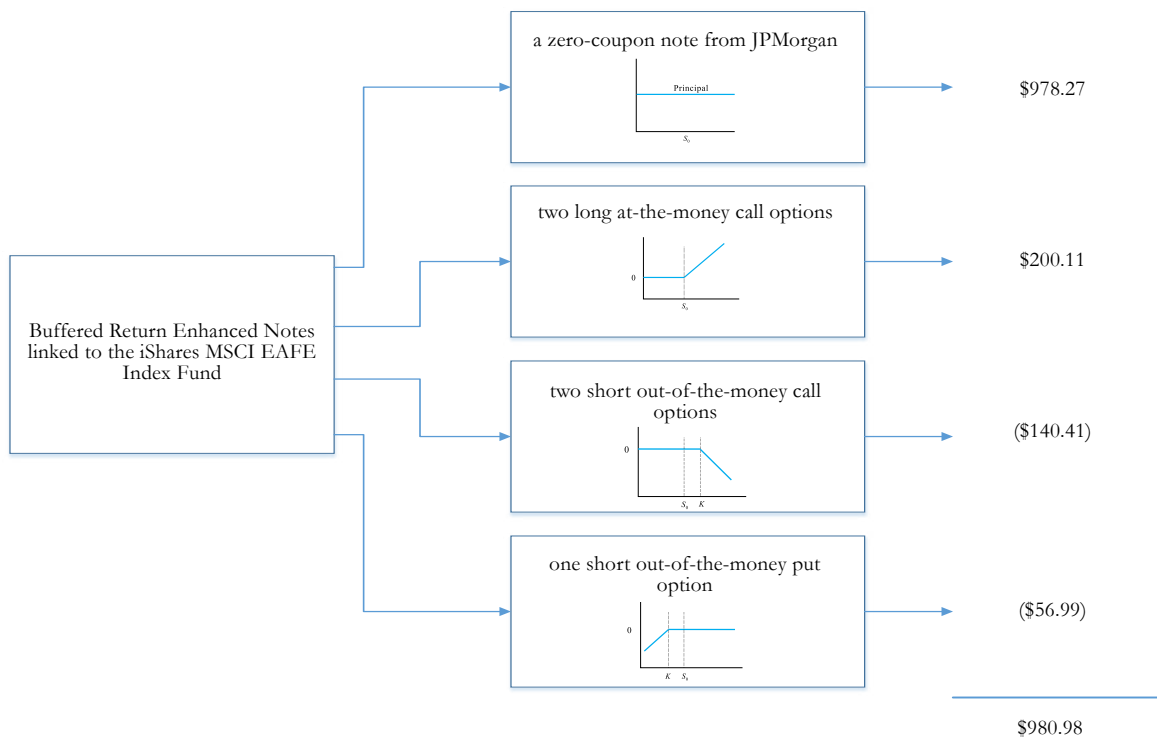 a zero-coupon note from JPMorgan
Principal
S₀
$978.27
two long at-the-money call options
0
S₀
$200.11
Buffered Return Enhanced Notes
linked to the iShares MSCI EAFE
Index Fund
two short out-of-the-money call
options
0
S₀ K
($140.41)
one short out-of-the-money put
option
0
K S₀
($56.99)
$980.98